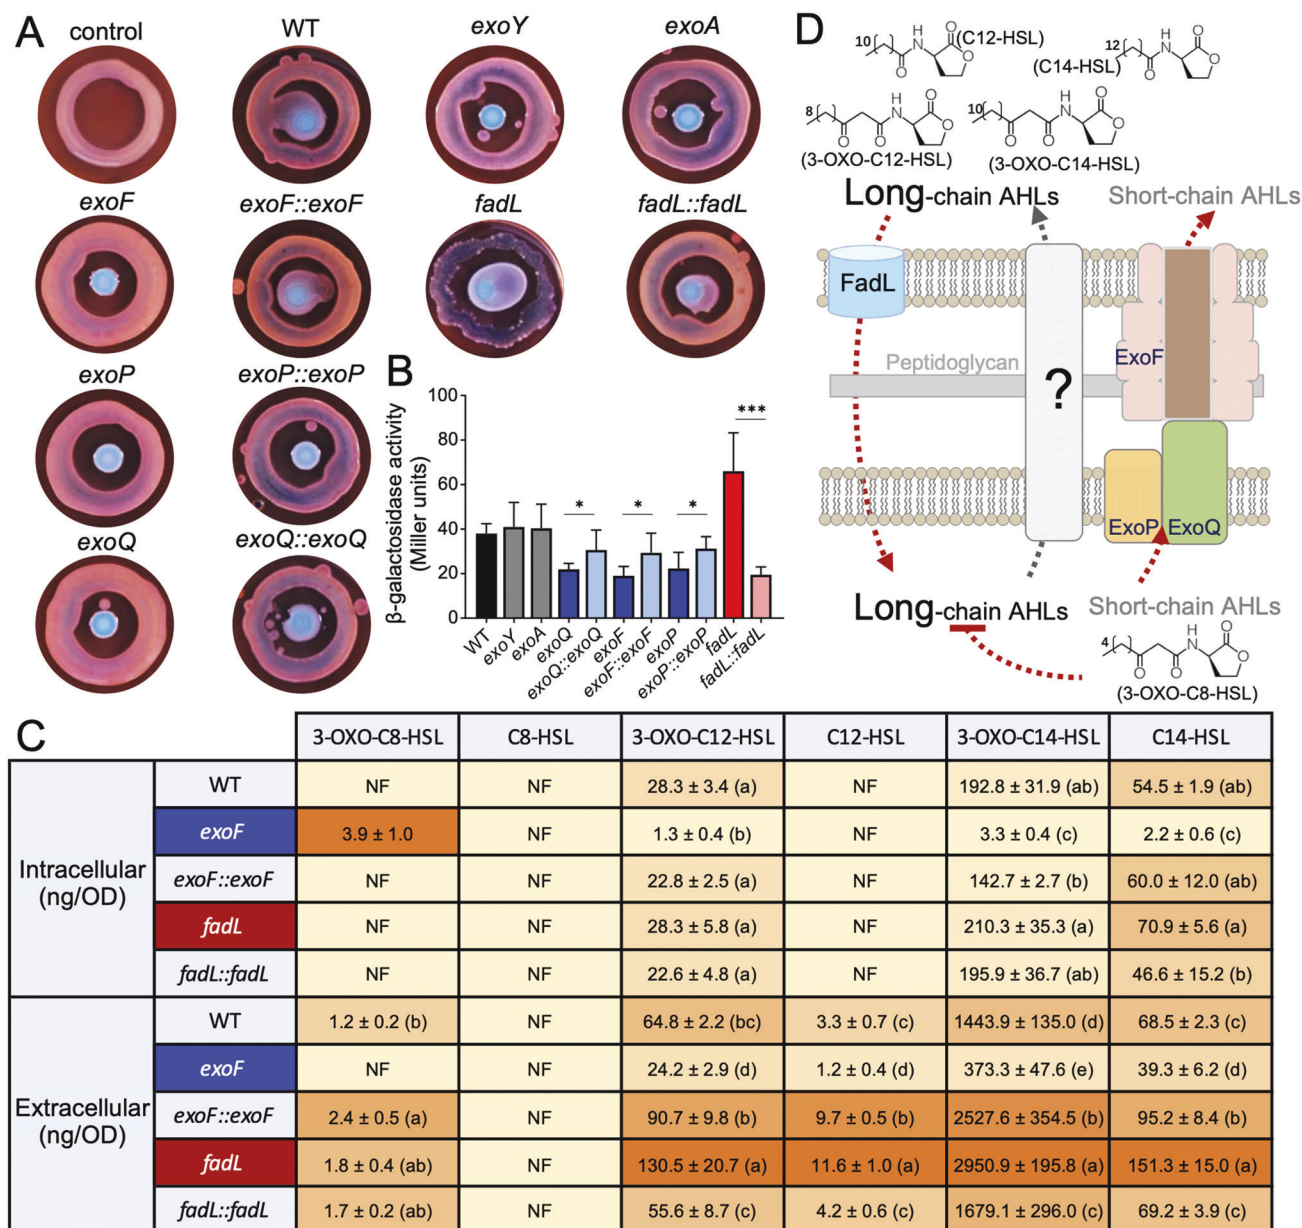 A
control
WT
exoY
exoA
exoF
exoF::exoF
fadL
fadL::fadL
exoP
exoP::exoP
exoQ
exoQ::exoQ
B
β-galactosidase activity
(Miller units)
100
80
60
40
20
0
*
*
*
***
WT
exoY
exoA
exoQ
exoQ::exoQ
exoF
exoF::exoF
exoP
exoP::exoP
fadL
fadL::fadL
D
10
H
N
O
O
O
(C12-HSL)
12
H
N
O
O
O
(C14-HSL)
8
H
N
O
O
O
O
(3-OXO-C12-HSL)
10
H
N
O
O
O
O
(3-OXO-C14-HSL)
Long-chain AHLs
Short-chain AHLs
FadL
Peptidoglycan
?
ExoF
ExoP
ExoQ
Long-chain AHLs
Short-chain AHLs
4
H
N
O
O
O
O
(3-OXO-C8-HSL)
C
3-OXO-C8-HSL C8-HSL 3-OXO-C12-HSL C12-HSL 3-OXO-C14-HSL C14-HSL
Intracellular
(ng/OD)
WT NF NF 28.3 ± 3.4 (a) NF 192.8 ± 31.9 (ab) 54.5 ± 1.9 (ab)
exoF 3.9 ± 1.0 NF 1.3 ± 0.4 (b) NF 3.3 ± 0.4 (c) 2.2 ± 0.6 (c)
exoF::exoF NF NF 22.8 ± 2.5 (a) NF 142.7 ± 2.7 (b) 60.0 ± 12.0 (ab)
fadL NF NF 28.3 ± 5.8 (a) NF 210.3 ± 35.3 (a) 70.9 ± 5.6 (a)
fadL::fadL NF NF 22.6 ± 4.8 (a) NF 195.9 ± 36.7 (ab) 46.6 ± 15.2 (b)
Extracellular
(ng/OD)
WT 1.2 ± 0.2 (b) NF 64.8 ± 2.2 (bc) 3.3 ± 0.7 (c) 1443.9 ± 135.0 (d) 68.5 ± 2.3 (c)
exoF NF NF 24.2 ± 2.9 (d) 1.2 ± 0.4 (d) 373.3 ± 47.6 (e) 39.3 ± 6.2 (d)
exoF::exoF 2.4 ± 0.5 (a) NF 90.7 ± 9.8 (b) 9.7 ± 0.5 (b) 2527.6 ± 354.5 (b) 95.2 ± 8.4 (b)
fadL 1.8 ± 0.4 (ab) NF 130.5 ± 20.7 (a) 11.6 ± 1.0 (a) 2950.9 ± 195.8 (a) 151.3 ± 15.0 (a)
fadL::fadL 1.7 ± 0.2 (ab) NF 55.6 ± 8.7 (c) 4.2 ± 0.6 (c) 1679.1 ± 296.0 (c) 69.2 ± 3.9 (c)